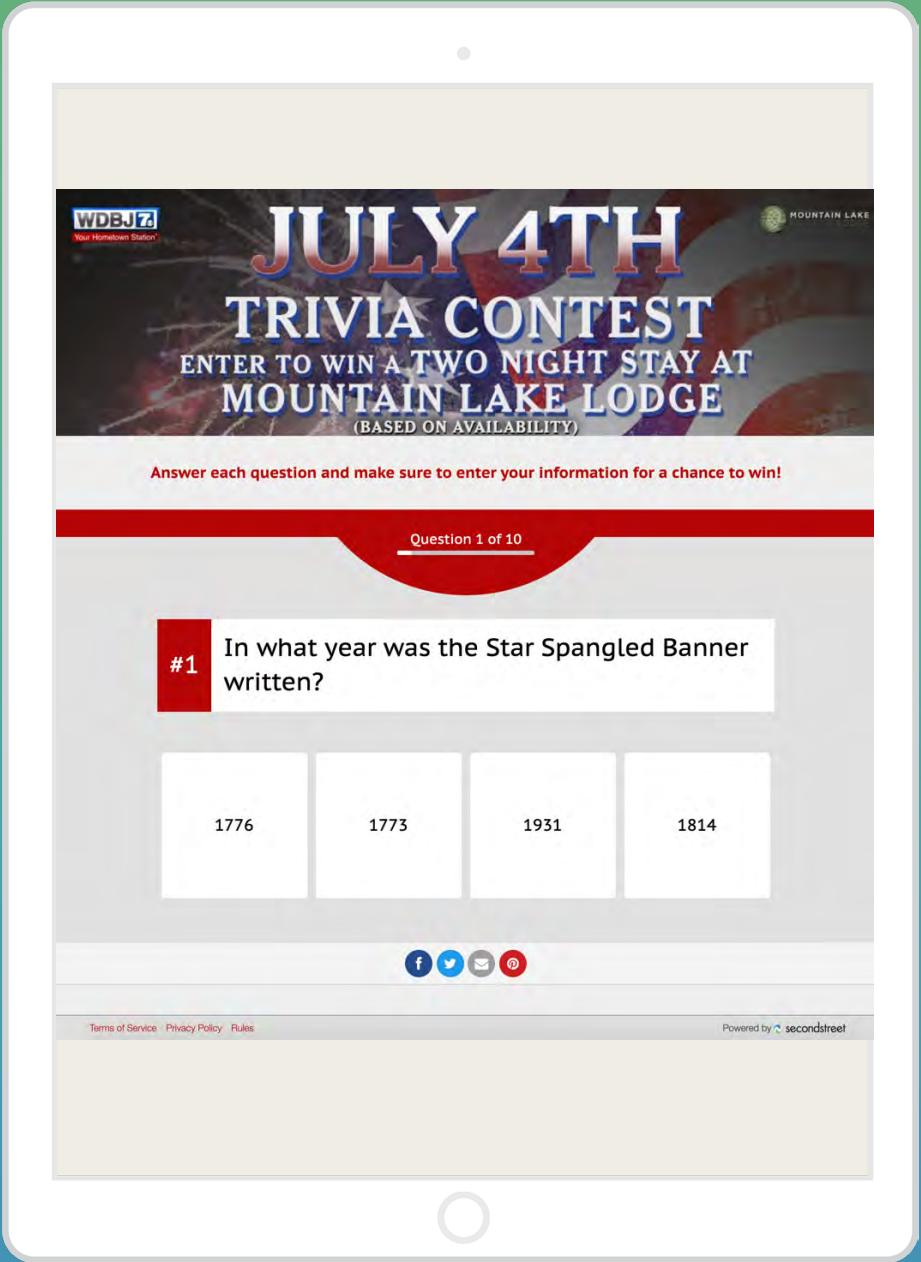 WDBJ7
Your Hometown Station
JULY 4TH
MOUNTAIN LAKE
TRIVIA CONTEST
ENTER TO WIN A TWO NIGHT STAY AT
MOUNTAIN LAKE LODGE
(BASED ON AVAILABILITY)
Answer each question and make sure to enter your information for a chance to win!
Question 1 of 10
#1
In what year was the Star Spangled Banner
written?
1776
1773
1931
1814
Terms of Service Privacy Policy Rules
Powered by secondstreet